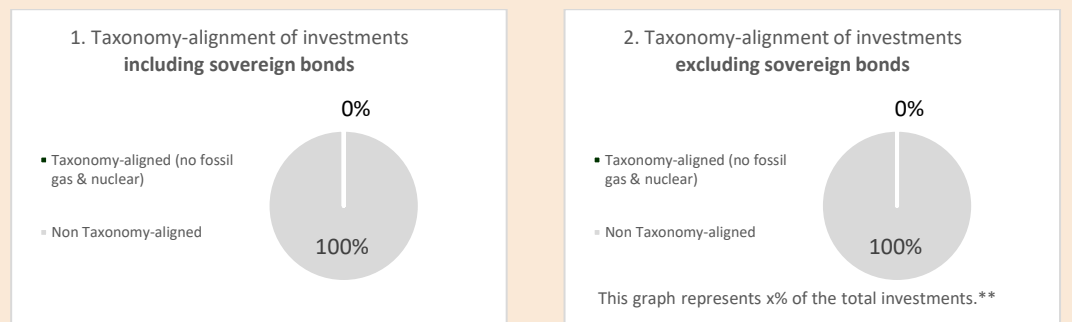 1. Taxonomy-alignment of investments
including sovereign bonds
0%
Taxonomy-aligned (no fossil
gas & nuclear)
Non Taxonomy-aligned
100%
2. Taxonomy-alignment of investments
excluding sovereign bonds
0%
Taxonomy-aligned (no fossil
gas & nuclear)
Non Taxonomy-aligned
100%
This graph represents x% of the total investments.**